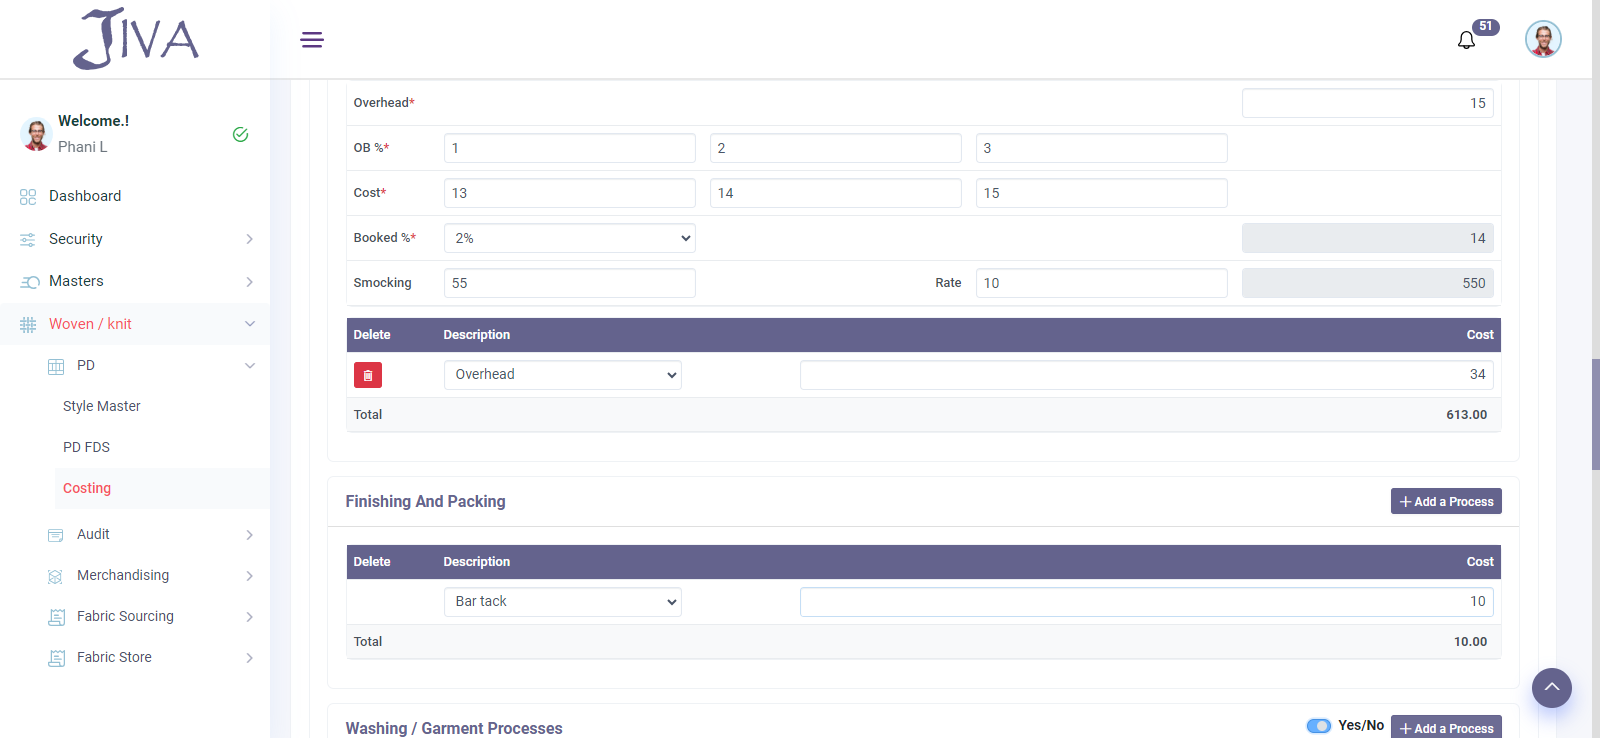 JIVA
51
Welcome.!
Phani L
Dashboard
Security
Masters
Woven / knit
PD
Style Master
PD FDS
Costing
Audit
Merchandising
Fabric Sourcing
Fabric Store
Overhead* 15
OB %* 1 2 3
Cost* 13 14 15
Booked %* 2% 14
Smocking 55 Rate 10 550
Delete Description Cost
Overhead 34
Total 613.00
Finishing And Packing + Add a Process
Delete Description Cost
Bar tack 10
Total 10.00
Washing / Garment Processes Yes/No + Add a Process